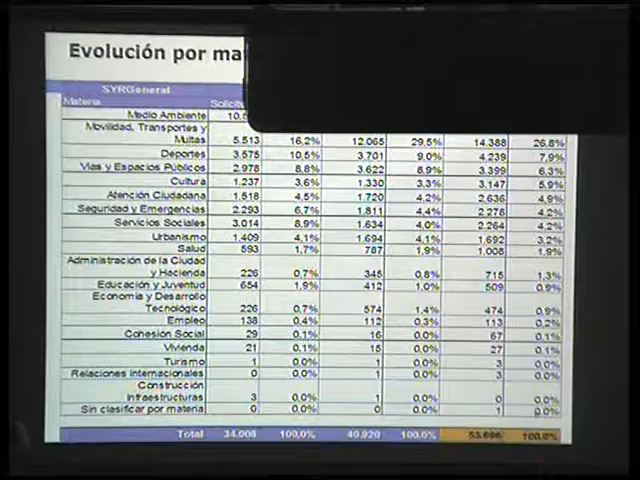 Evolución por ma
SYRGeneral
Materia Solicitu
Medio Ambiente 10.5
Movilidad, Transportes y
Multas 5.513 16,2% 12.065 29,5% 14.388 26,8%
Deportes 3.575 10,5% 3.701 9,0% 4.239 7,9%
Vías y Espacios Públicos 2.978 8,8% 3.622 8,9% 3.399 6,3%
Cultura 1.237 3,6% 1.330 3,3% 3.147 5,9%
Atención Ciudadana 1.518 4,5% 1.720 4,2% 2.636 4,9%
Seguridad y Emergencias 2.293 6,7% 1.811 4,4% 2.278 4,2%
Servicios Sociales 3.014 8,9% 1.634 4,0% 2.264 4,2%
Urbanismo 1.409 4,1% 1.694 4,1% 1.692 3,2%
Salud 593 1,7% 787 1,9% 1.008 1,9%
Administración de la Ciudad
y Hacienda 226 0,7% 345 0,8% 715 1,3%
Educación y Juventud 654 1,9% 412 1,0% 509 0,9%
Economía y Desarrollo
Tecnológico 226 0,7% 574 1,4% 474 0,9%
Empleo 138 0,4% 112 0,3% 113 0,2%
Cohesión Social 29 0,1% 16 0,0% 67 0,1%
Vivienda 21 0,1% 15 0,0% 27 0,1%
Turismo 1 0,0% 1 0,0% 3 0,0%
Relaciones Internacionales 0 0,0% 1 0,0% 3 0,0%
Construcción
Infraestructuras 3 0,0% 1 0,0% 0 0,0%
Sin clasificar por materia 0 0,0% 0 0,0% 1 0,0%
Total 34.008 100,0% 40.920 100,0% 53.696 100,0%